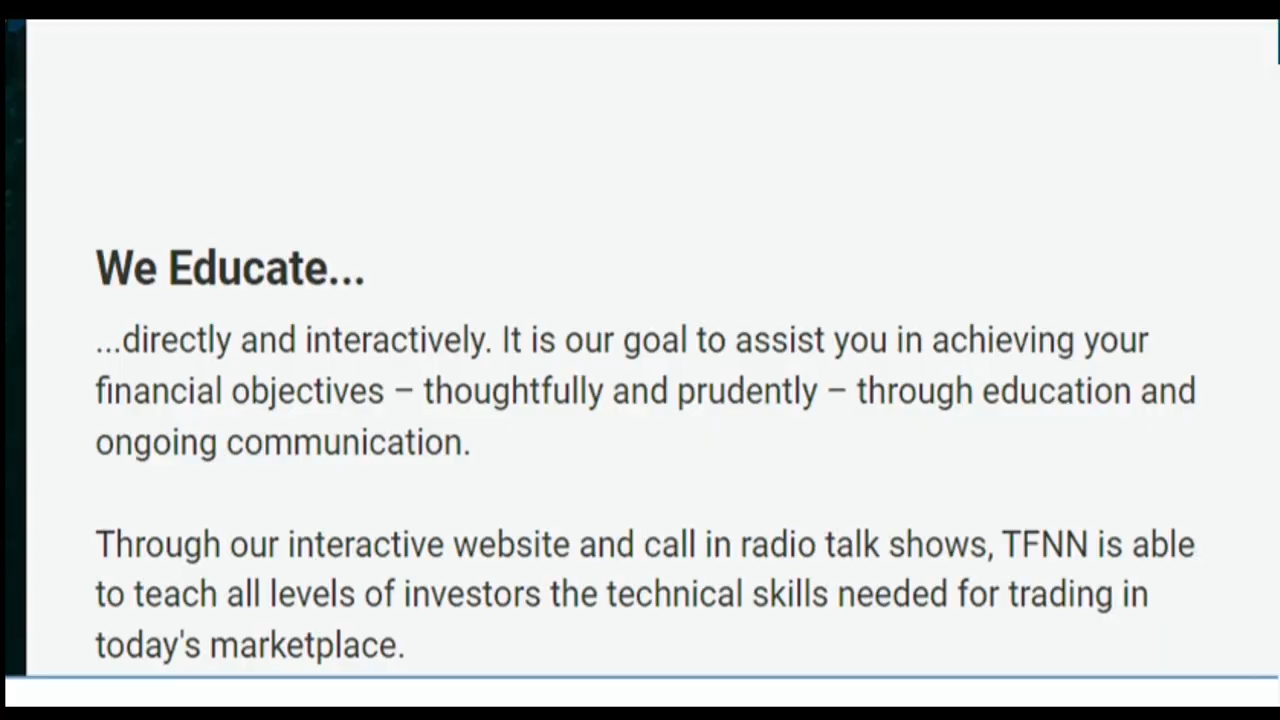 We Educate...
...directly and interactively. It is our goal to assist you in achieving your
financial objectives – thoughtfully and prudently – through education and
ongoing communication.
Through our interactive website and call in radio talk shows, TFNN is able
to teach all levels of investors the technical skills needed for trading in
today's marketplace.